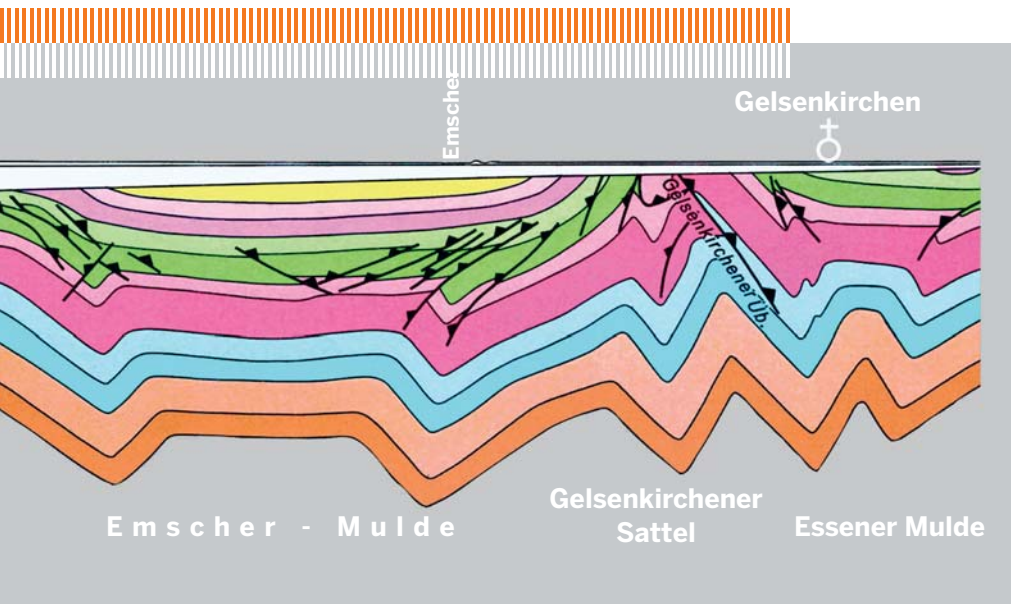 Emscher
Gelsenkirchen
Gelsenkirchener Üb.
Gelsenkirchener
Sattel
Emscher - Mulde
Essener Mulde